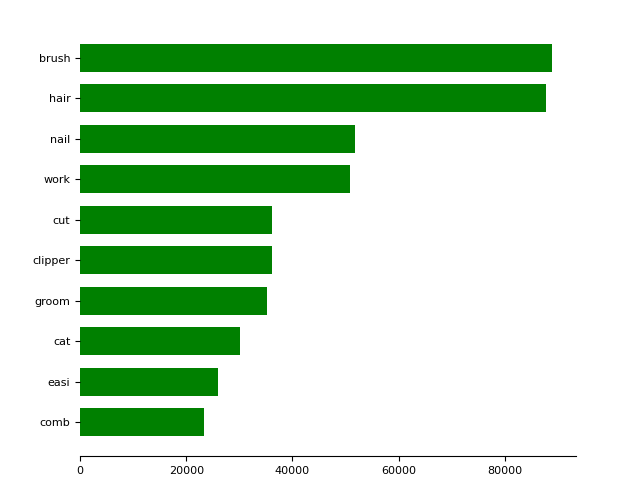 brush
hair
nail
work
cut
clipper
groom
cat
easi
comb
0 20000 40000 60000 80000